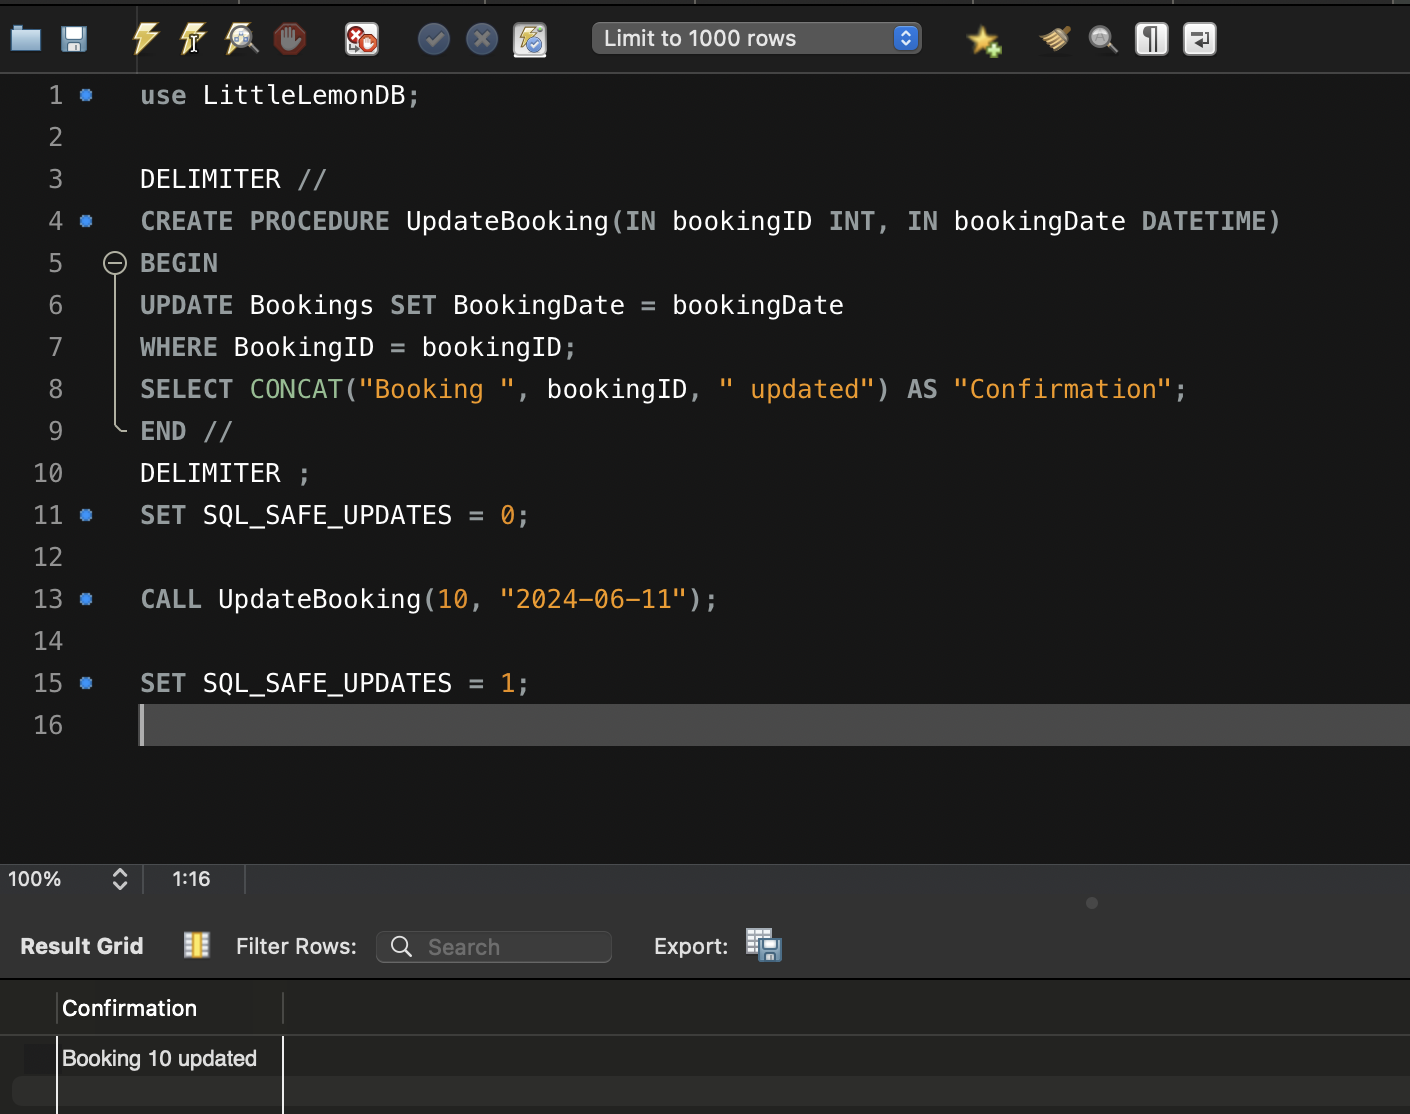 Limit to 1000 rows
1 use LittleLemonDB;
2
3 DELIMITER //
4 CREATE PROCEDURE UpdateBooking(IN bookingID INT, IN bookingDate DATETIME)
5 BEGIN
6 UPDATE Bookings SET BookingDate = bookingDate
7 WHERE BookingID = bookingID;
8 SELECT CONCAT("Booking ", bookingID, " updated") AS "Confirmation";
9 END //
10 DELIMITER ;
11 SET SQL_SAFE_UPDATES = 0;
12
13 CALL UpdateBooking(10, "2024-06-11");
14
15 SET SQL_SAFE_UPDATES = 1;
16
100% 1:16
Result Grid Filter Rows: Search Export:
Confirmation
Booking 10 updated